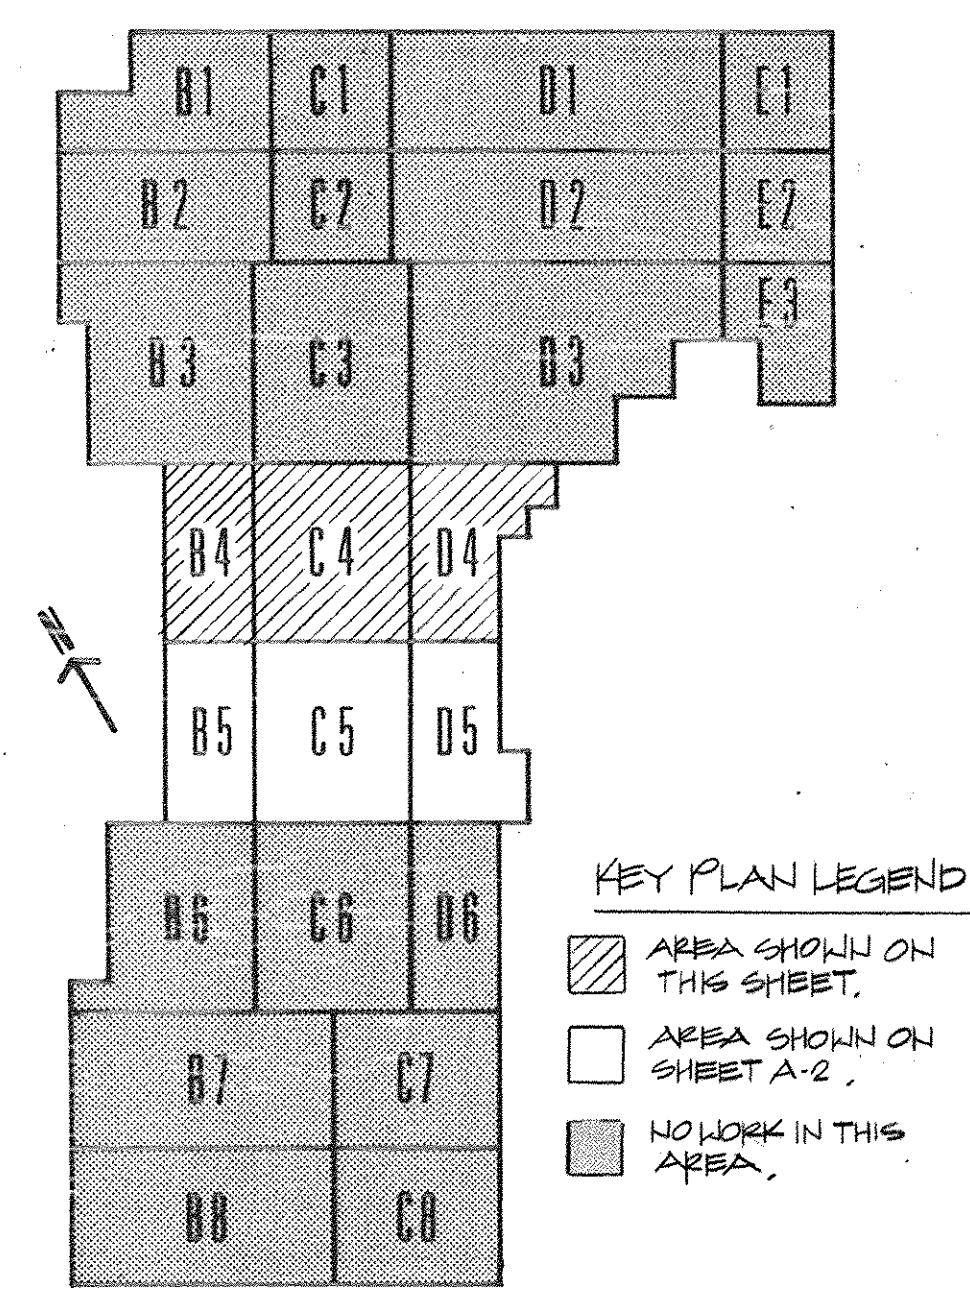 B1 C1 D1 E1
B2 C2 D2 E2
E3
B3 C3 D3
B4 C4 D4
N
B5 C5 D5
KEY PLAN LEGEND
B6 C6 D6
AREA SHOWN ON
THIS SHEET.
AREA SHOWN ON
SHEET A-2.
B7 C7
NO WORK IN THIS
AREA.
B8 C8